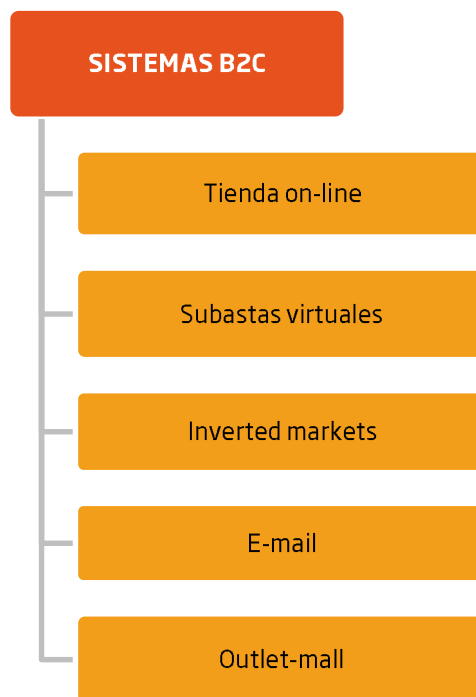 SISTEMAS B2C
Tienda on-line
Subastas virtuales
Inverted markets
E-mail
Outlet-mall